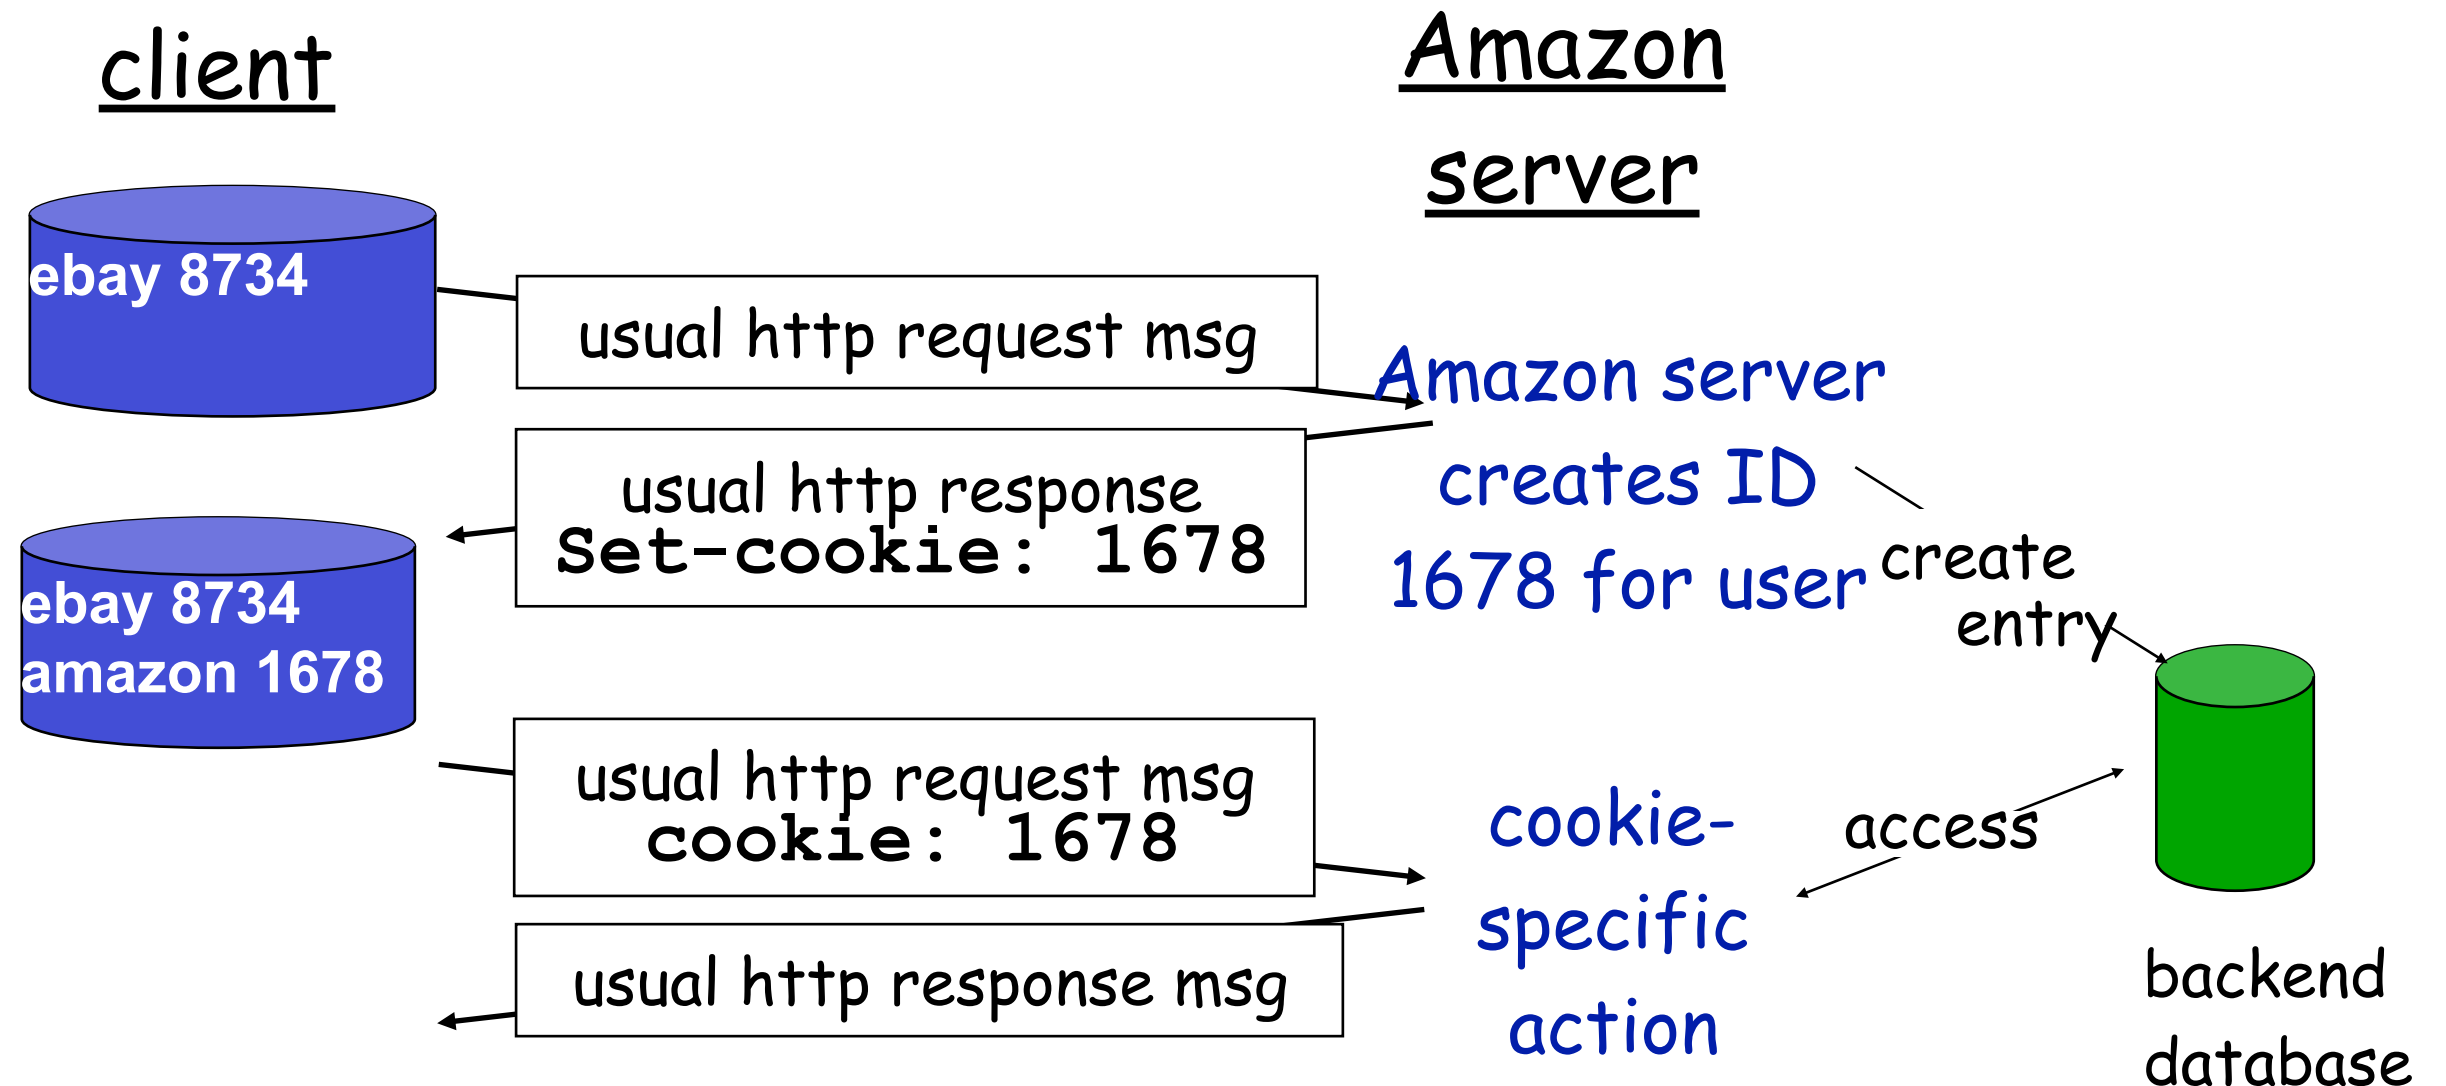 client
Amazon
server
ebay 8734
usual http request msg
Amazon server
creates ID
1678 for user
usual http response
Set-cookie: 1678
create
entry
ebay 8734
amazon 1678
usual http request msg
cookie: 1678
cookie-
specific
action
access
usual http response msg
backend
database